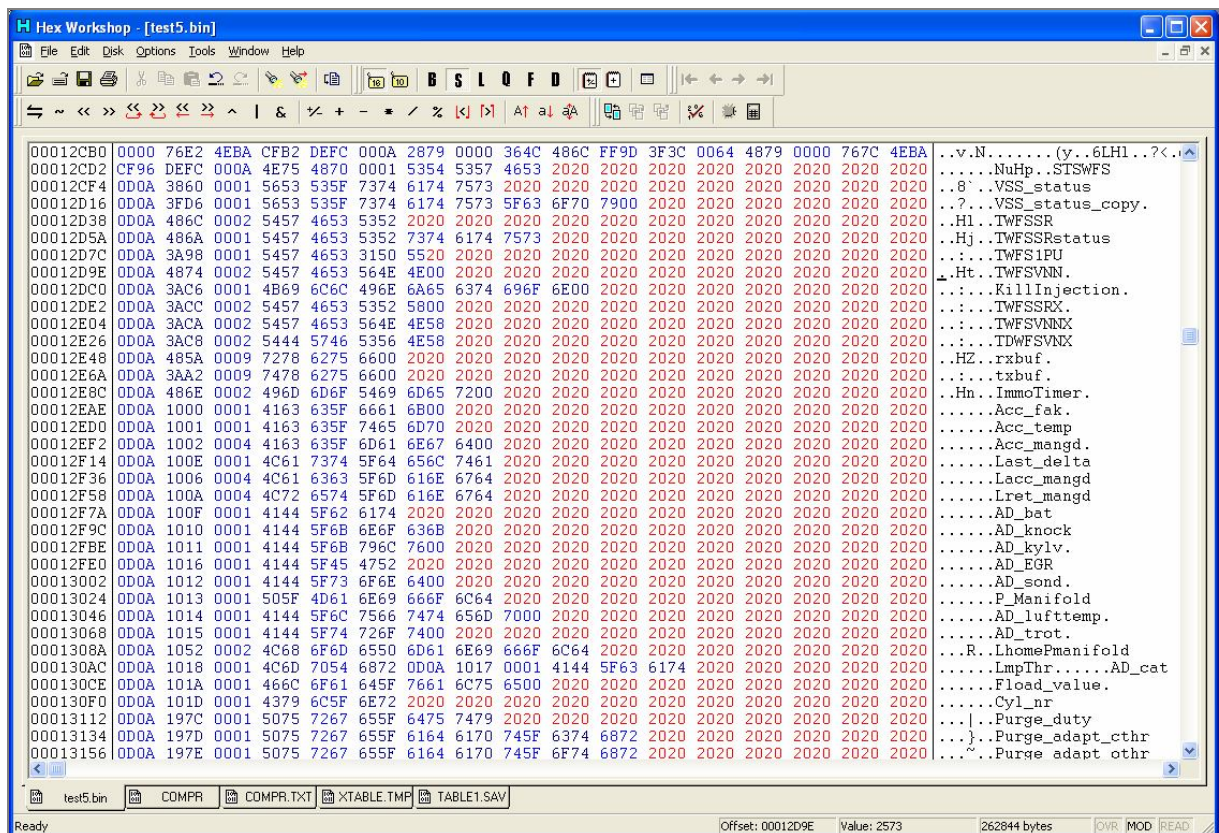 Hex Workshop - [test5.bin]
File Edit Disk Options Tools Window Help
16 10 B S L Q F D
~ << >> ^ | & +/- + - * / %
00012CB0 0000 76E2 4EBA CFB2 DEFC 000A 2879 0000 364C 486C FF9D 3F3C 0064 4879 0000 767C 4EBA ..v.N.......(y..6LHl..?<.
00012CD2 CF96 DEFC 000A 4E75 4870 0001 5354 5357 4653 2020 2020 2020 2020 2020 2020 2020 2020 ......NuHp..STSWFS
00012CF4 0D0A 3860 0001 5653 535F 7374 6174 7573 2020 2020 2020 2020 2020 2020 2020 2020 2020 ..8`..VSS_status
00012D16 0D0A 3FD6 0001 5653 535F 7374 6174 7573 5F63 6F70 7900 2020 2020 2020 2020 2020 2020 ..?...VSS_status_copy.
00012D38 0D0A 486C 0002 5457 4653 5352 2020 2020 2020 2020 2020 2020 2020 2020 2020 2020 2020 ..Hl..TWFSSR
00012D5A 0D0A 486A 0001 5457 4653 5352 7374 6174 7573 2020 2020 2020 2020 2020 2020 2020 2020 ..Hj..TWFSSRstatus
00012D7C 0D0A 3A98 0001 5457 4653 3150 5520 2020 2020 2020 2020 2020 2020 2020 2020 2020 2020 ..:...TWFS1PU
00012D9E 0D0A 4874 0002 5457 4653 564E 4E00 2020 2020 2020 2020 2020 2020 2020 2020 2020 2020 ..Ht..TWFSVNN.
00012DC0 0D0A 3AC6 0001 4B69 6C6C 496E 6A65 6374 696F 6E00 2020 2020 2020 2020 2020 2020 2020 ..:...KillInjection.
00012DE2 0D0A 3ACC 0002 5457 4653 5352 5800 2020 2020 2020 2020 2020 2020 2020 2020 2020 2020 ..:...TWFSSRX.
00012E04 0D0A 3ACA 0002 5457 4653 564E 4E58 2020 2020 2020 2020 2020 2020 2020 2020 2020 2020 ..:...TWFSVNNX
00012E26 0D0A 3AC8 0002 5444 5746 5356 4E58 2020 2020 2020 2020 2020 2020 2020 2020 2020 2020 ..:...TDWFSVNX
00012E48 0D0A 485A 0009 7278 6275 6600 2020 2020 2020 2020 2020 2020 2020 2020 2020 2020 2020 ..HZ..rxbuf.
00012E6A 0D0A 3AA2 0009 7478 6275 6600 2020 2020 2020 2020 2020 2020 2020 2020 2020 2020 2020 ..:...txbuf.
00012E8C 0D0A 486E 0002 496D 6D6F 5469 6D65 7200 2020 2020 2020 2020 2020 2020 2020 2020 2020 ..Hn..ImmoTimer.
00012EAE 0D0A 1000 0001 4163 635F 6661 6B00 2020 2020 2020 2020 2020 2020 2020 2020 2020 2020 ......Acc_fak.
00012ED0 0D0A 1001 0001 4163 635F 7465 6D70 2020 2020 2020 2020 2020 2020 2020 2020 2020 2020 ......Acc_temp
00012EF2 0D0A 1002 0004 4163 635F 6D61 6E67 6400 2020 2020 2020 2020 2020 2020 2020 2020 2020 ......Acc_mangd.
00012F14 0D0A 100E 0001 4C61 7374 5F64 656C 7461 2020 2020 2020 2020 2020 2020 2020 2020 2020 ......Last_delta
00012F36 0D0A 1006 0004 4C61 6363 5F6D 616E 6764 2020 2020 2020 2020 2020 2020 2020 2020 2020 ......Lacc_mangd
00012F58 0D0A 100A 0004 4C72 6574 5F6D 616E 6764 2020 2020 2020 2020 2020 2020 2020 2020 2020 ......Lret_mangd
00012F7A 0D0A 100F 0001 4144 5F62 6174 2020 2020 2020 2020 2020 2020 2020 2020 2020 2020 2020 ......AD_bat
00012F9C 0D0A 1010 0001 4144 5F6B 6E6F 636B 2020 2020 2020 2020 2020 2020 2020 2020 2020 2020 ......AD_knock
00012FBE 0D0A 1011 0001 4144 5F6B 796C 7600 2020 2020 2020 2020 2020 2020 2020 2020 2020 2020 ......AD_kylv.
00012FE0 0D0A 1016 0001 4144 5F45 4752 2020 2020 2020 2020 2020 2020 2020 2020 2020 2020 2020 ......AD_EGR
00013002 0D0A 1012 0001 4144 5F73 6F6E 6400 2020 2020 2020 2020 2020 2020 2020 2020 2020 2020 ......AD_sond.
00013024 0D0A 1013 0001 505F 4D61 6E69 666F 6C64 2020 2020 2020 2020 2020 2020 2020 2020 2020 ......P_Manifold
00013046 0D0A 1014 0001 4144 5F6C 7566 7474 656D 7000 2020 2020 2020 2020 2020 2020 2020 2020 ......AD_lufttemp.
00013068 0D0A 1015 0001 4144 5F74 726F 7400 2020 2020 2020 2020 2020 2020 2020 2020 2020 2020 ......AD_trot.
0001308A 0D0A 1052 0002 4C68 6F6D 6550 6D61 6E69 666F 6C64 2020 2020 2020 2020 2020 2020 2020 ...R..LhomePmanifold
000130AC 0D0A 1018 0001 4C6D 7054 6872 0D0A 1017 0001 4144 5F63 6174 2020 2020 2020 2020 2020 ......LmpThr......AD_cat
000130CE 0D0A 101A 0001 466C 6F61 645F 7661 6C75 6500 2020 2020 2020 2020 2020 2020 2020 2020 ......Fload_value.
000130F0 0D0A 101D 0001 4379 6C5F 6E72 2020 2020 2020 2020 2020 2020 2020 2020 2020 2020 2020 ......Cyl_nr
00013112 0D0A 197C 0001 5075 7267 655F 6475 7479 2020 2020 2020 2020 2020 2020 2020 2020 2020 ...|..Purge_duty
00013134 0D0A 197D 0001 5075 7267 655F 6164 6170 745F 6374 6872 2020 2020 2020 2020 2020 2020 ...}..Purge_adapt_cthr
00013156 0D0A 197E 0001 5075 7267 655F 6164 6170 745F 6F74 6872 2020 2020 2020 2020 2020 2020 ...~..Purge_adapt_othr
test5.bin COMPR COMPR.TXT XTABLE.TMP TABLE1.SAV
Ready Offset: 00012D9E Value: 2573 262844 bytes OVR MOD READ